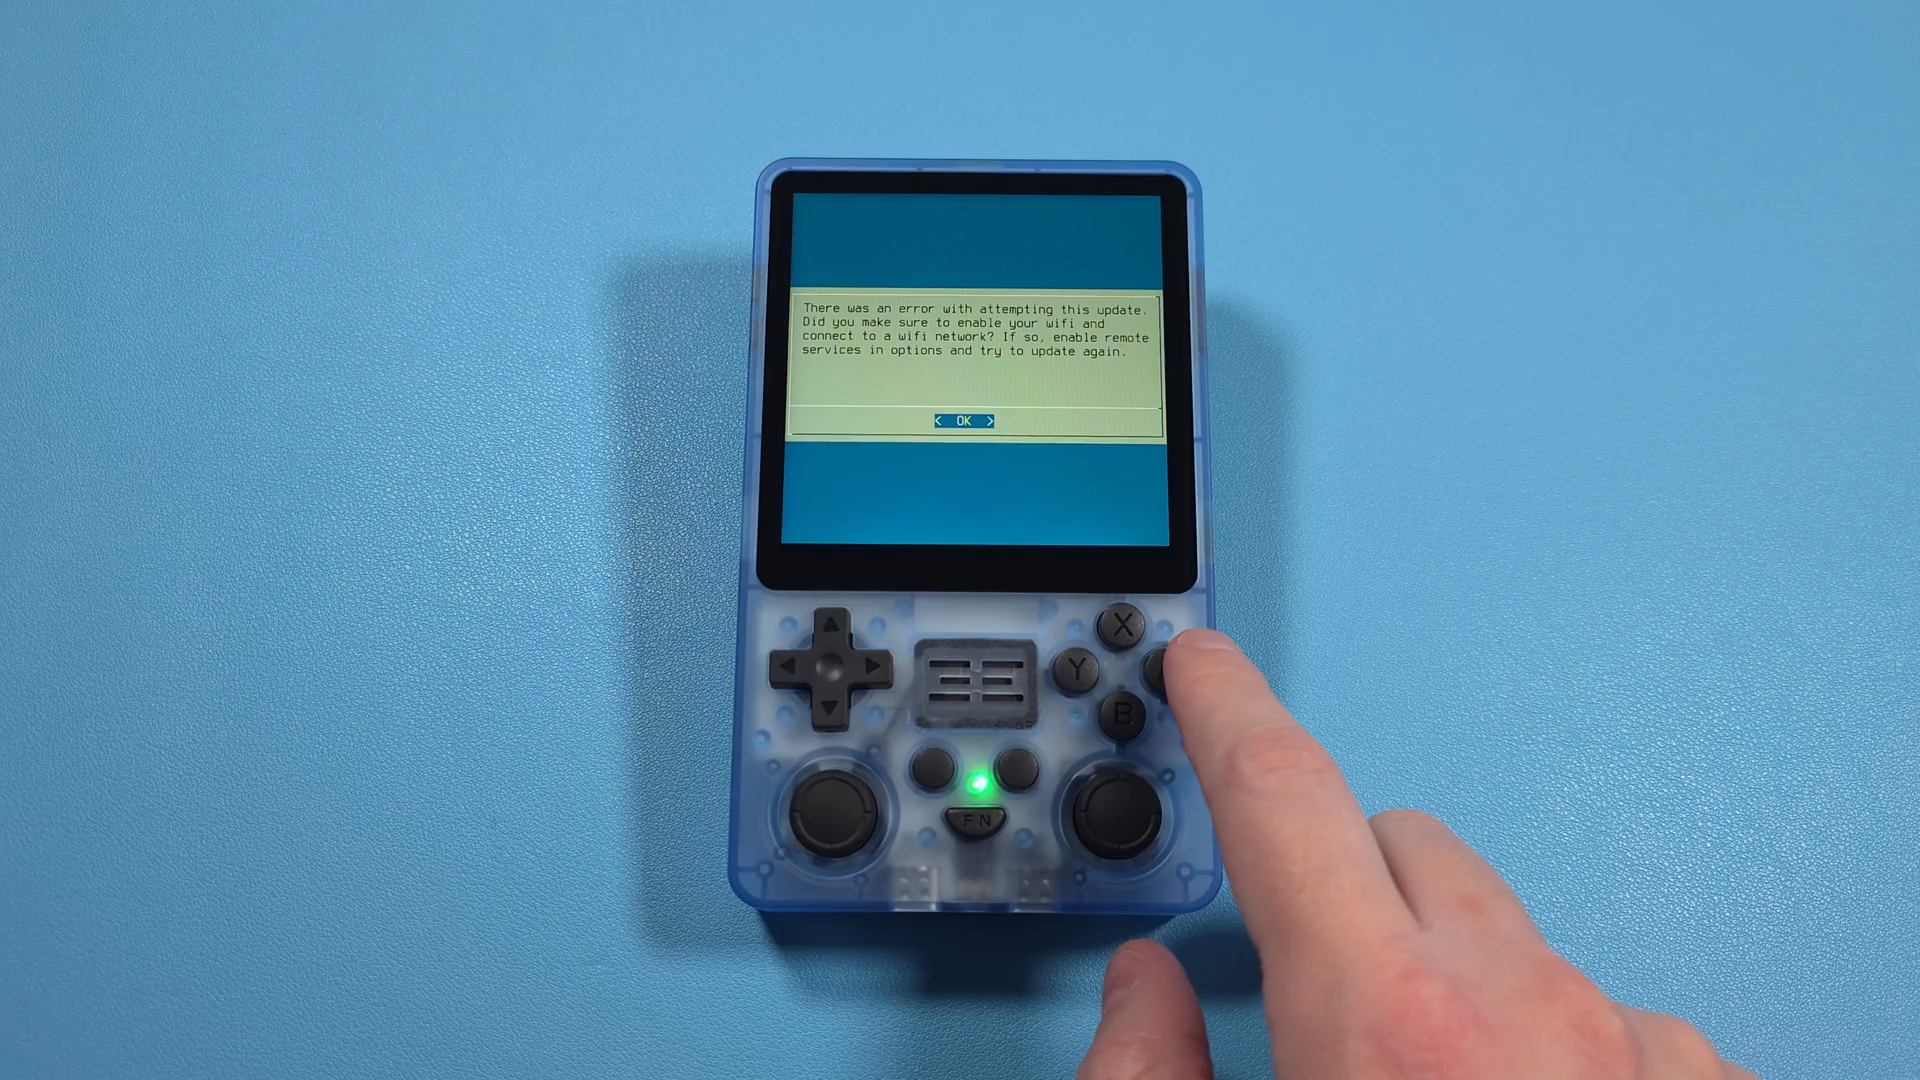 There was an error with attempting this update.
Did you make sure to enable your wifi and
connect to a wifi network? If so, enable remote
services in options and try to update again.
< OK >
X
Y
B
FN